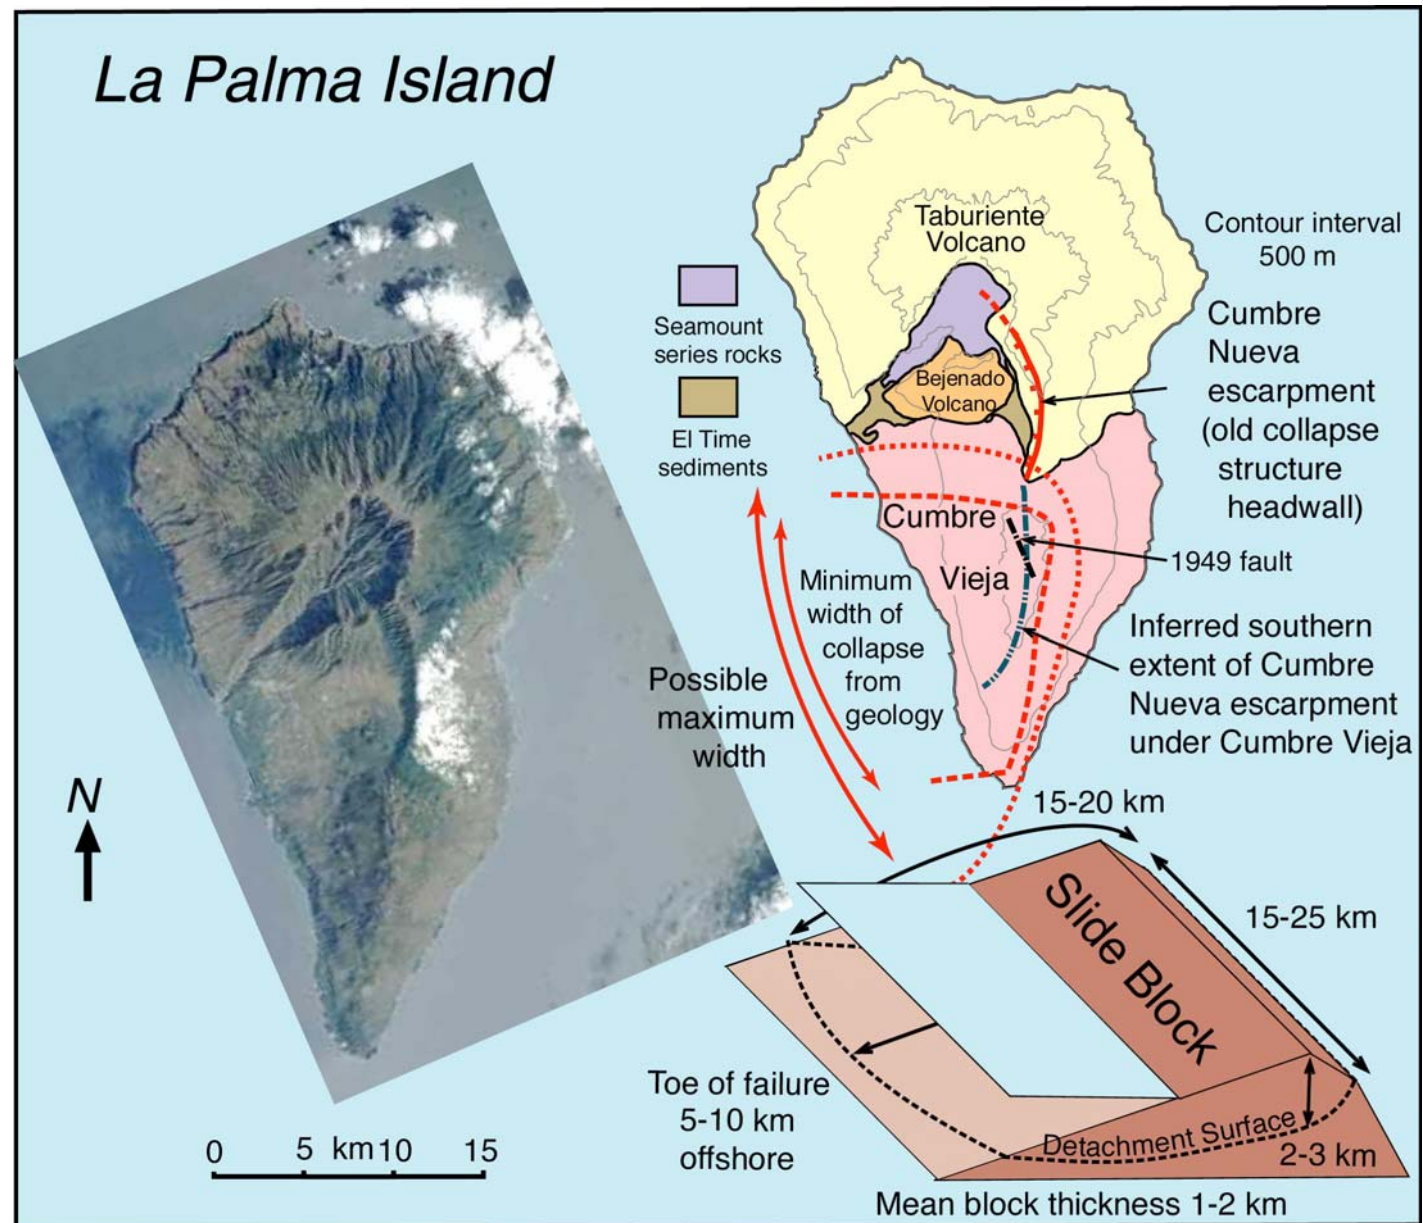 La Palma Island
Taburiente
Volcano
Contour interval
500 m
Seamount
series rocks
El Time
sediments
Bejenado
Volcano
Cumbre
Nueva
escarpment
(old collapse
structure
headwall)
Cumbre
Vieja
1949 fault
Minimum
width of
collapse
from
geology
Possible
maximum
width
Inferred southern
extent of Cumbre
Nueva escarpment
under Cumbre Vieja
N
15-20 km
15-25 km
Slide Block
Toe of failure
5-10 km
offshore
Detachment Surface
2-3 km
Mean block thickness 1-2 km
0 5 km 10 15